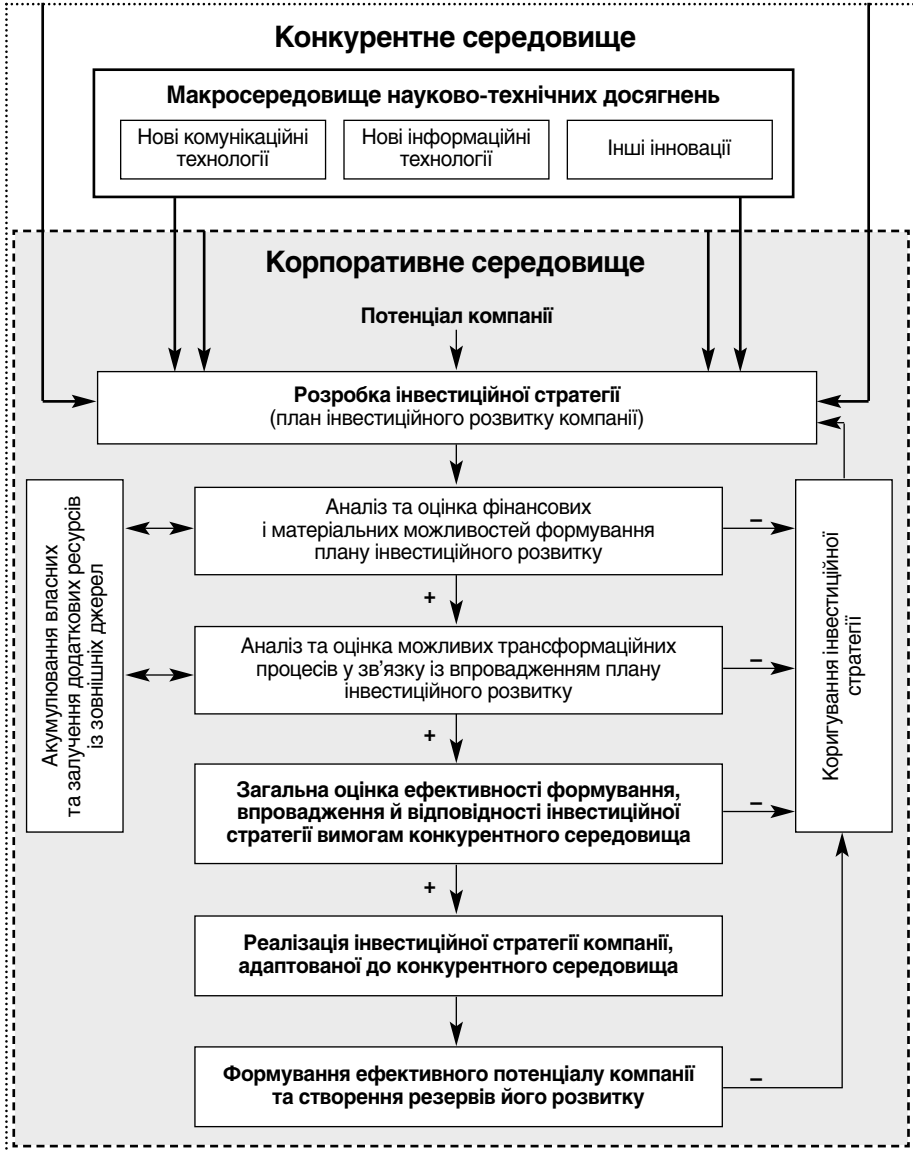 Конкурентне середовище
Макросередовище науково-технічних досягнень
Нові комунікаційні
технології
Нові інформаційні
технології
Інші інновації
Корпоративне середовище
Потенціал компанії
Розробка інвестиційної стратегії
(план інвестиційного розвитку компанії)
Акумулювання власних
та залучення додаткових ресурсів
із зовнішніх джерел
Аналіз та оцінка фінансових
і матеріальних можливостей формування
плану інвестиційного розвитку
–
+
Аналіз та оцінка можливих трансформаційних
процесів у зв'язку із впровадженням плану
інвестиційного розвитку
–
+
Загальна оцінка ефективності формування,
впровадження й відповідності інвестиційної
стратегії вимогам конкурентного середовища
–
+
Коригування інвестиційної
стратегії
Реалізація інвестиційної стратегії компанії,
адаптованої до конкурентного середовища
Формування ефективного потенціалу компанії
та створення резервів його розвитку
–